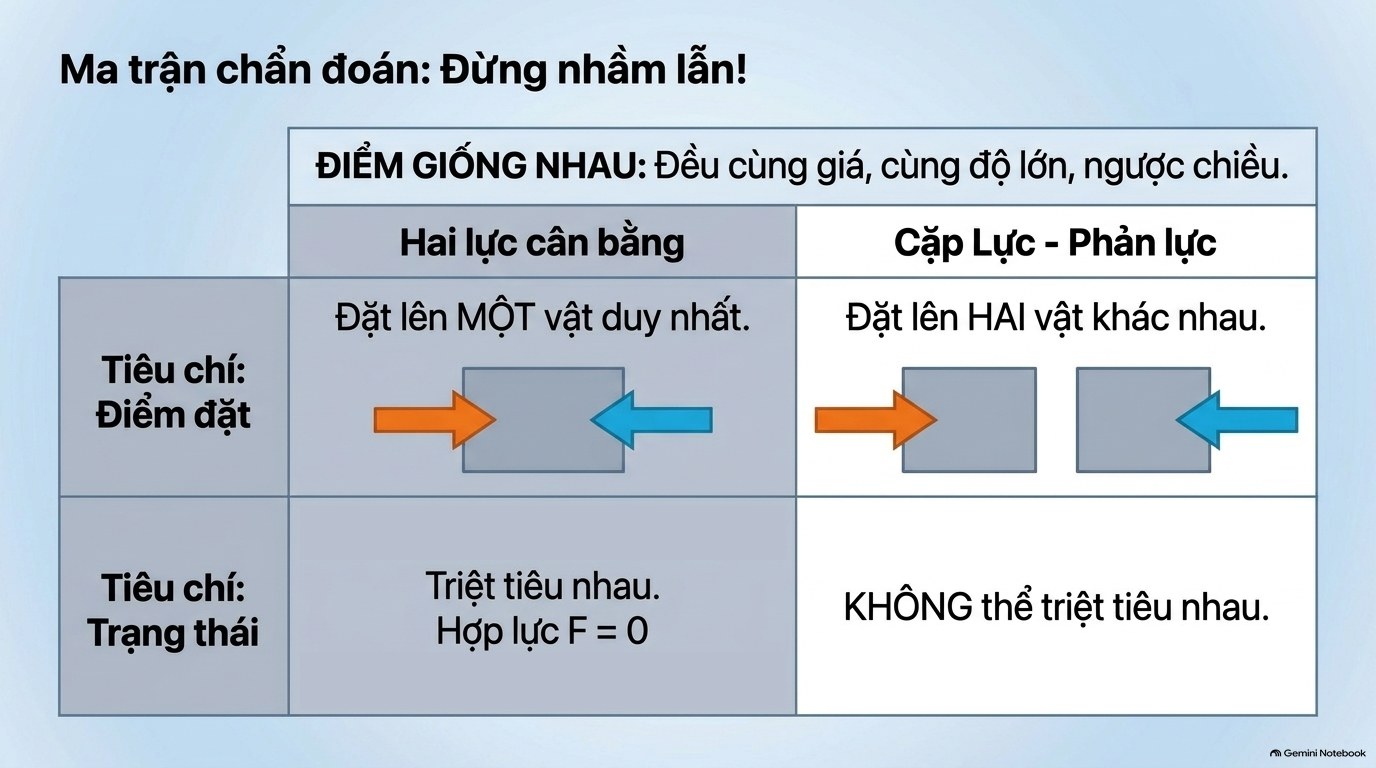 Ma trận chẩn đoán: Đừng nhầm lẫn!
ĐIỂM GIỐNG NHAU: Đều cùng giá, cùng độ lớn, ngược chiều.
Hai lực cân bằng
Cặp Lực - Phản lực
Tiêu chí:
Điểm đặt
Đặt lên MỘT vật duy nhất.
Đặt lên HAI vật khác nhau.
Tiêu chí:
Trạng thái
Triệt tiêu nhau.
Hợp lực F = 0
KHÔNG thể triệt tiêu nhau.
Gemini Notebook